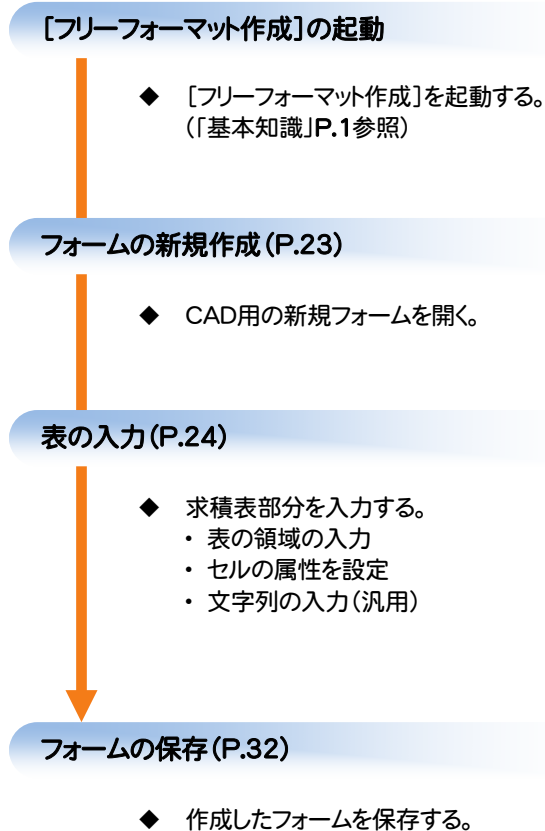 ［フリーフォーマット作成］の起動
◆ ［フリーフォーマット作成］を起動する。
（「基本知識」P.1参照）
フォームの新規作成（P.23）
◆ CAD用の新規フォームを開く。
表の入力（P.24）
◆ 求積表部分を入力する。
・ 表の領域の入力
・ セルの属性を設定
・ 文字列の入力（汎用）
フォームの保存（P.32）
◆ 作成したフォームを保存する。